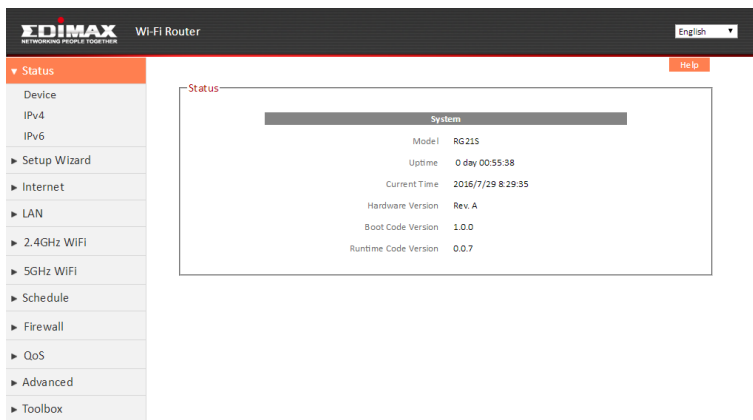 EDIMAX
NETWORKING PEOPLE TOGETHER
Wi-Fi Router
English
Help
Status
Device
IPv4
IPv6
Setup Wizard
Internet
LAN
2.4GHz WiFi
5GHz WiFi
Schedule
Firewall
QoS
Advanced
Toolbox
Status
System
Model RG21S
Uptime 0 day 00:55:38
Current Time 2016/7/29 8:29:35
Hardware Version Rev. A
Boot Code Version 1.0.0
Runtime Code Version 0.0.7